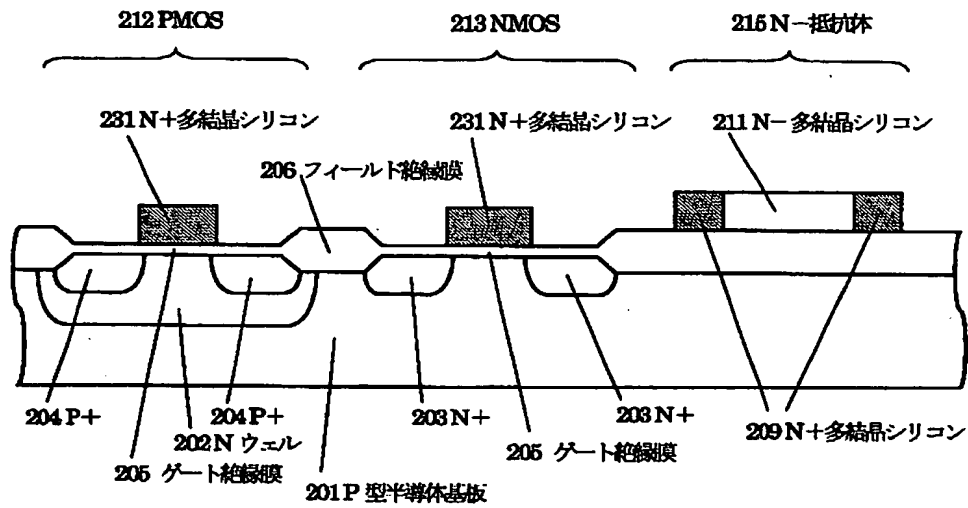 212 PMOS
213 NMOS
215 N−抵抗体
231 N+多結晶シリコン
231 N+多結晶シリコン
211 N−多結晶シリコン
206 フィールド絶縁膜
204 P+
204 P+
203 N+
203 N+
202 N ウェル
209 N+多結晶シリコン
205 ゲート絶縁膜
205 ゲート絶縁膜
201 P 型半導体基板